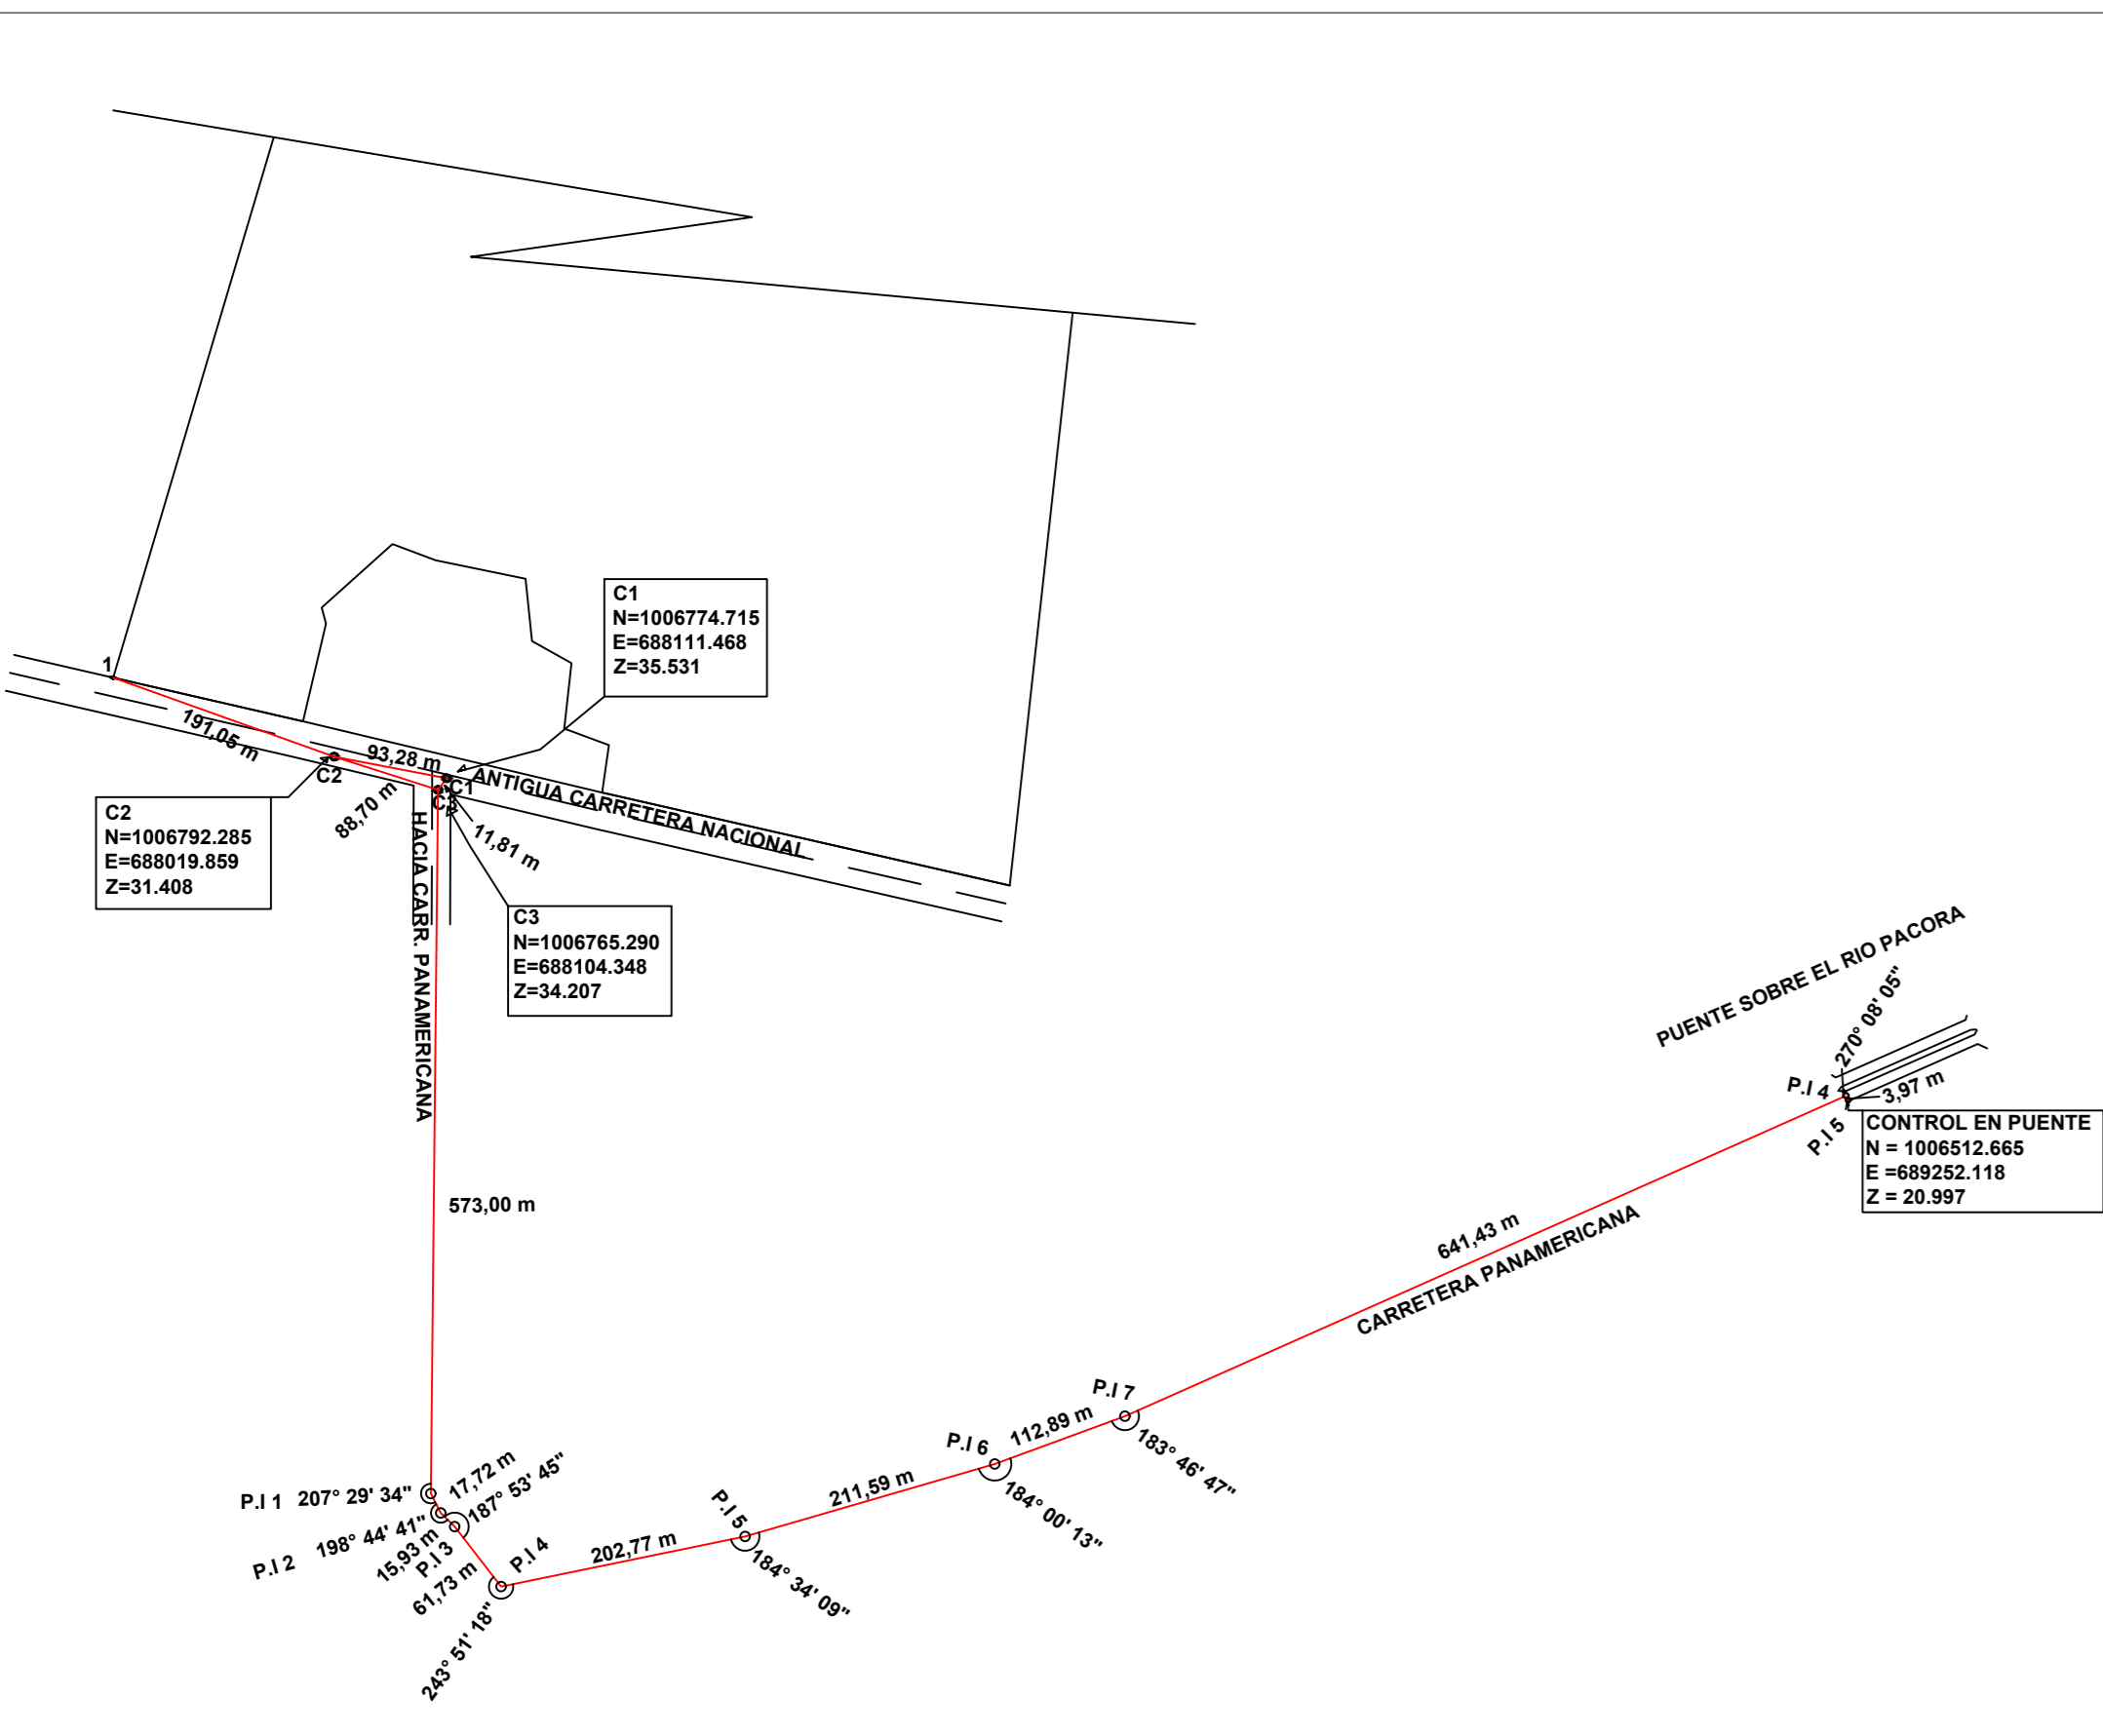 C1
N=1006774.715
E=688111.468
Z=35.531
1
191,05 m
93,28 m
C2
C1
C3
ANTIGUA CARRETERA NACIONAL
88,70 m
11,81 m
C2
N=1006792.285
E=688019.859
Z=31.408
HACIA CARR. PANAMERICANA
C3
N=1006765.290
E=688104.348
Z=34.207
PUENTE SOBRE EL RIO PACORA
270° 08' 05"
P.I 4
3,97 m
P.I 5
CONTROL EN PUENTE
N = 1006512.665
E =689252.118
Z = 20.997
573,00 m
641,43 m
CARRETERA PANAMERICANA
P.I 7
112,89 m
183° 46' 47"
P.I 6
211,59 m
184° 00' 13"
P.I 1 207° 29' 34"
17,72 m
187° 53' 45"
P.I 2 198° 44' 41"
15,93 m
P.I 3
61,73 m
P.I 4
243° 51' 18"
202,77 m
P.I 5
184° 34' 09"